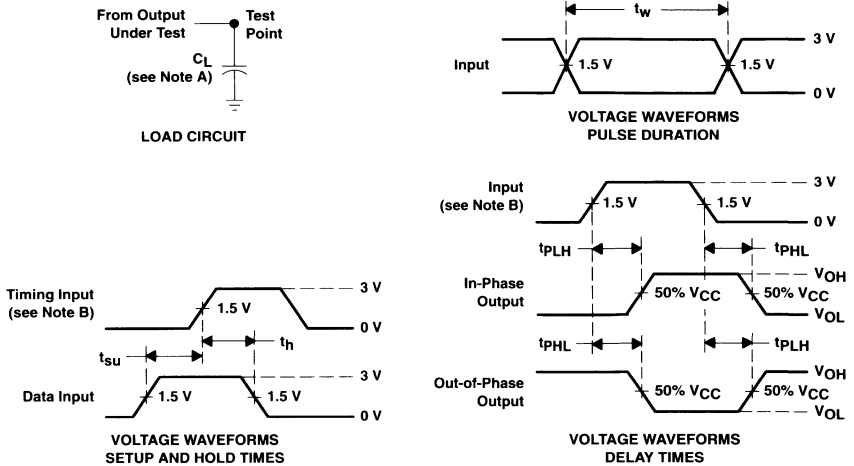 From Output
Under Test
Test
Point
CL
(see Note A)
LOAD CIRCUIT
tw
Input
3 V
1.5 V
1.5 V
0 V
VOLTAGE WAVEFORMS
PULSE DURATION
Timing Input
(see Note B)
3 V
1.5 V
0 V
th
tsu
Data Input
3 V
1.5 V
1.5 V
0 V
VOLTAGE WAVEFORMS
SETUP AND HOLD TIMES
Input
(see Note B)
3 V
1.5 V
1.5 V
0 V
tPLH
tPHL
In-Phase
Output
VOH
50% VCC
50% VCC
VOL
tPHL
tPLH
Out-of-Phase
Output
VOH
50% VCC
50% VCC
VOL
VOLTAGE WAVEFORMS
DELAY TIMES